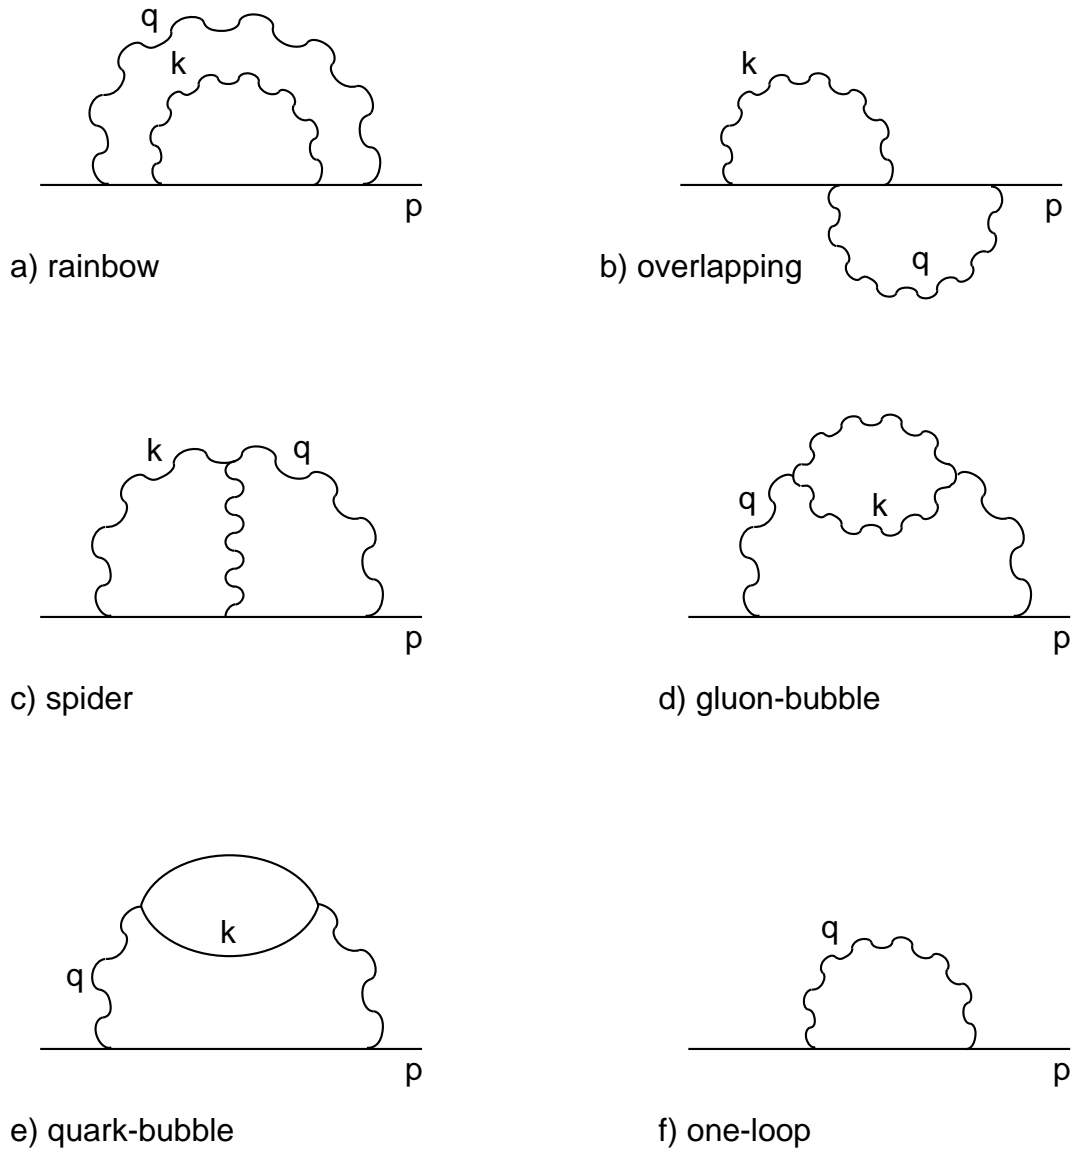 q
k
p
a) rainbow
k
p
q
b) overlapping
k
q
p
c) spider
q
k
p
d) gluon-bubble
k
q
p
e) quark-bubble
q
p
f) one-loop